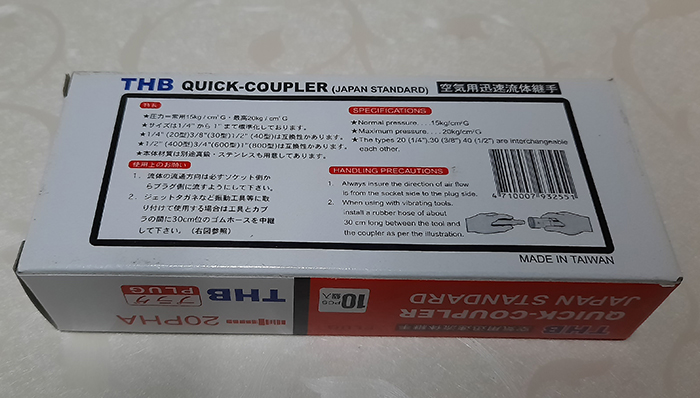 THB QUICK-COUPLER (JAPAN STANDARD) 空気用迅速流体継手
特長
★圧力一常用15kg/cm²G・最高20kg/cm²G
★サイズは1/4"から1"まで標準化しております。
★1/4" (20型)3/8"(30型)1/2" (40型)は互換性があります。
★1/2" (400型)3/4"(600型)1"(800型)は互換性があります。
★本体材質は別途真鍮・ステンレスも用意してあります。
使用上のお願い
1. 流体の流通方向は必ずソケット側からプラグ側に流すようにして下さい。
2. ジェットタガネなど振動工具等に取り付けて使用する場合は工具とカプラの間に30cm位のゴムホースを中継して下さい。(右図参照)
SPECIFICATIONS
★Normal pressure. . . .15kg/cm²G
★Maximum pressure. . . .20kg/cm²G
★The types 20 (1/4").30 (3/8") 40 (1/2") are interchangeable
each other.
HANDLING PRECAUTIONS
1. Always insure the direction of air flow
is from the socket side to the plug side.
2. When using with vibrating tools.
install a rubber hose of about
30 cm long between the tool and
the coupler as per the illustration.
4710007932551
MADE IN TAIWAN
THB 空気用迅速流体継手
QUICK-COUPLER
JAPAN STANDARD
10 PCS 個入
THB プラグ PLUG
20PHA